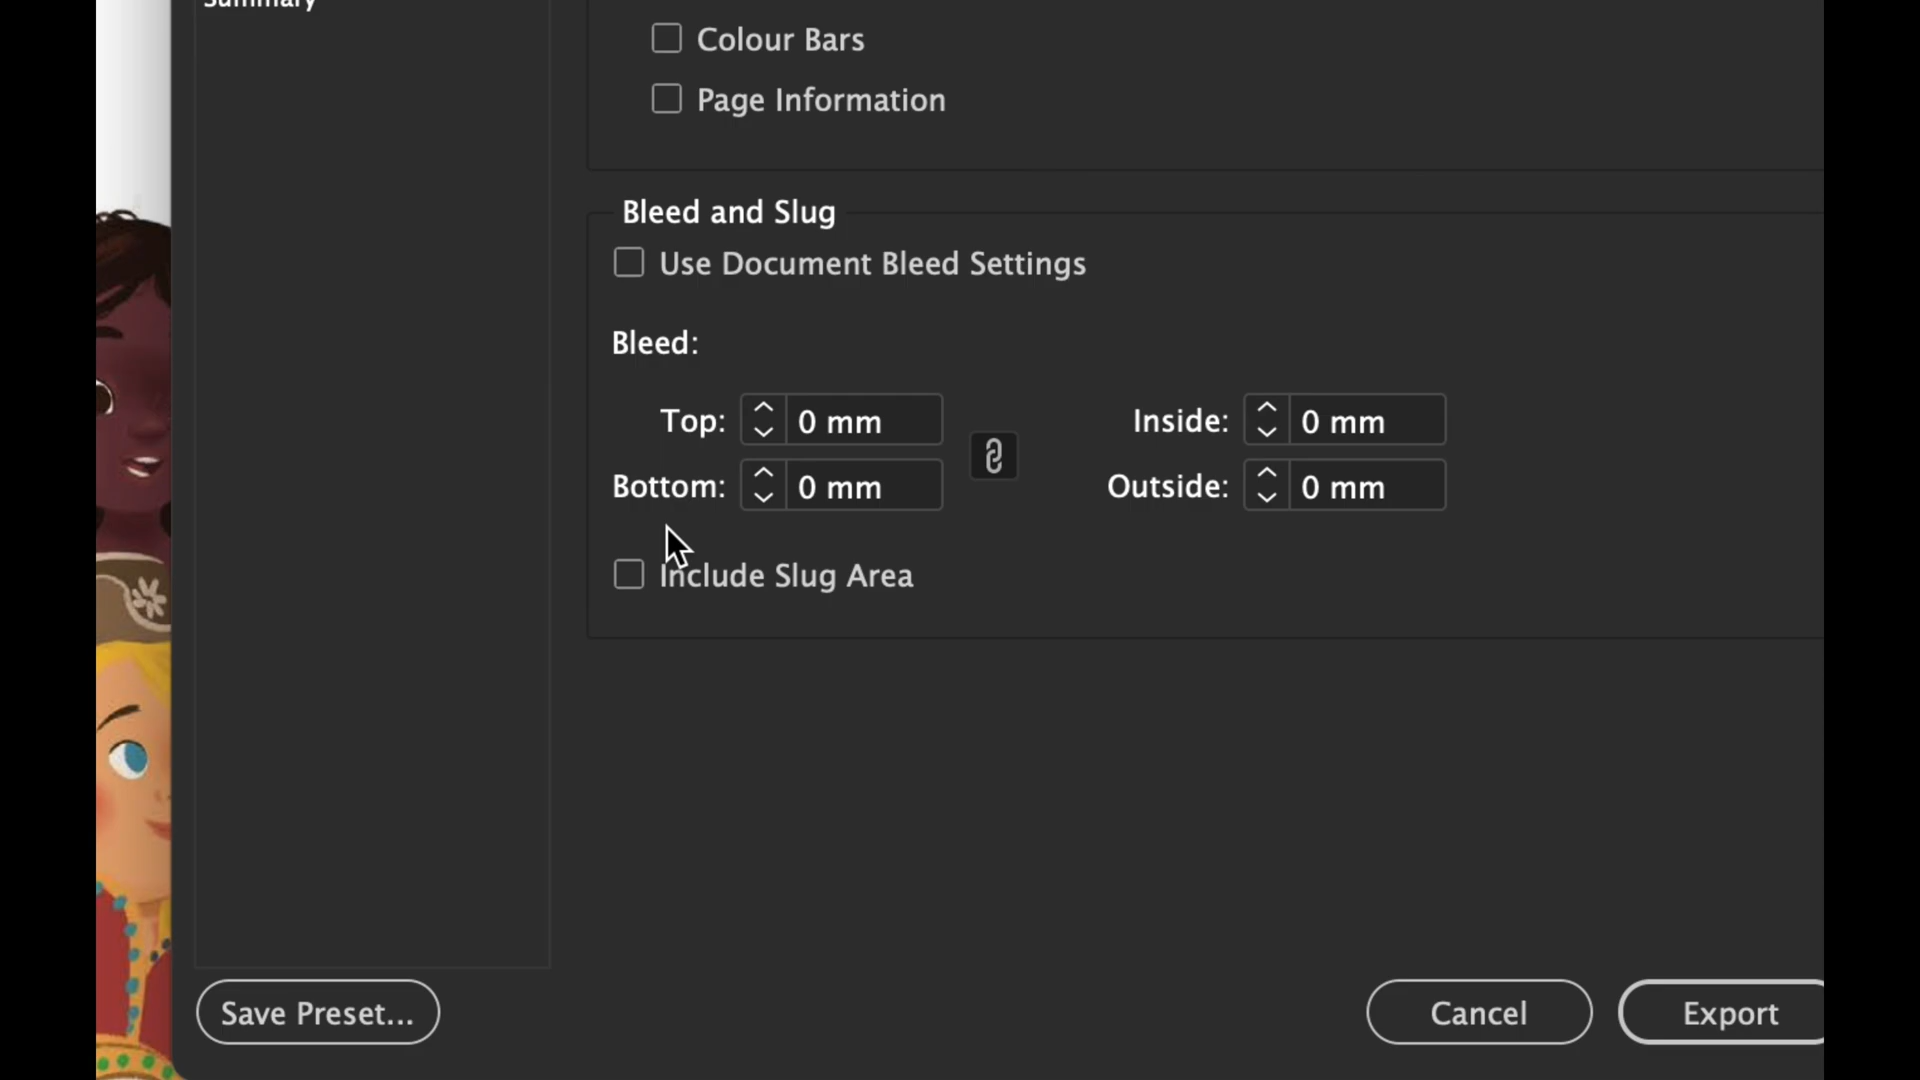 Summary
Colour Bars
Page Information
Bleed and Slug
Use Document Bleed Settings
Bleed:
Top: 0 mm Inside: 0 mm
Bottom: 0 mm Outside: 0 mm
Include Slug Area
Save Preset... Cancel Export